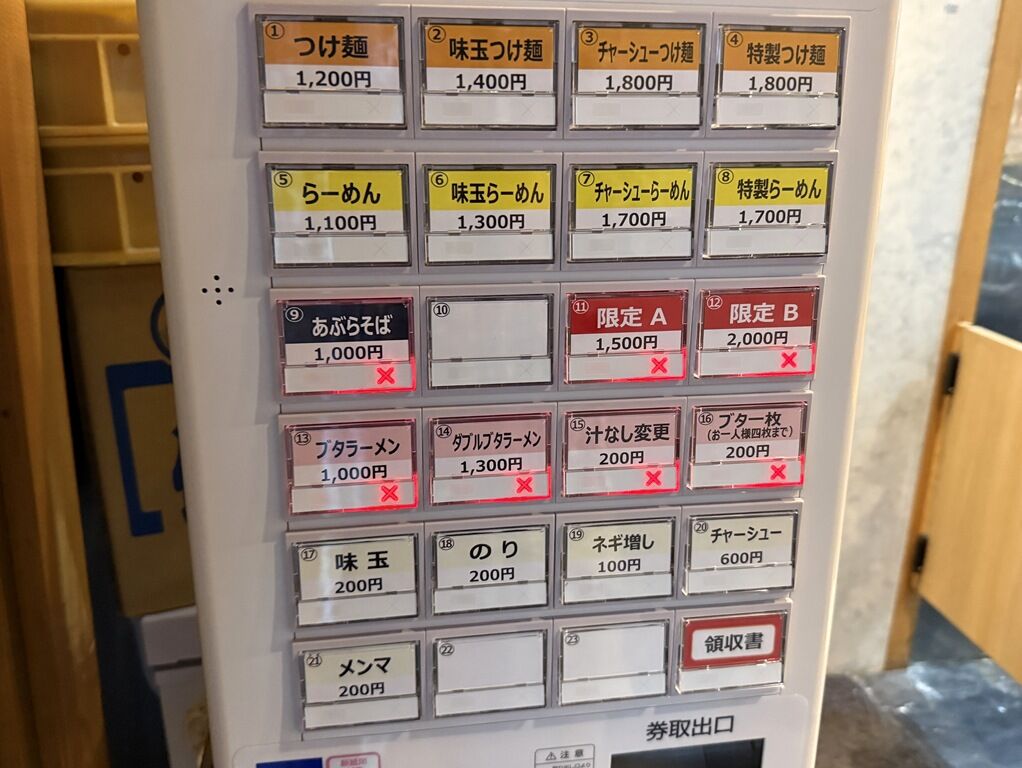 ① つけ麺
1,200円
② 味玉つけ麺
1,400円
③ チャーシューつけ麺
1,800円
④ 特製つけ麺
1,800円
⑤ らーめん
1,100円
⑥ 味玉らーめん
1,300円
⑦ チャーシューらーめん
1,700円
⑧ 特製らーめん
1,700円
⑨ あぶらそば
1,000円
×
⑩
⑪ 限定 A
1,500円
×
⑫ 限定 B
2,000円
×
⑬ ブタラーメン
1,000円
×
⑭ ダブルブタラーメン
1,300円
×
⑮ 汁なし変更
200円
×
⑯ ブタ一枚
(お一人様四枚まで)
200円
×
⑰ 味 玉
200円
⑱ のり
200円
⑲ ネギ増し
100円
⑳ チャーシュー
600円
㉑ メンマ
200円
㉒
㉓
領収書
券取出口
⚠ 注 意